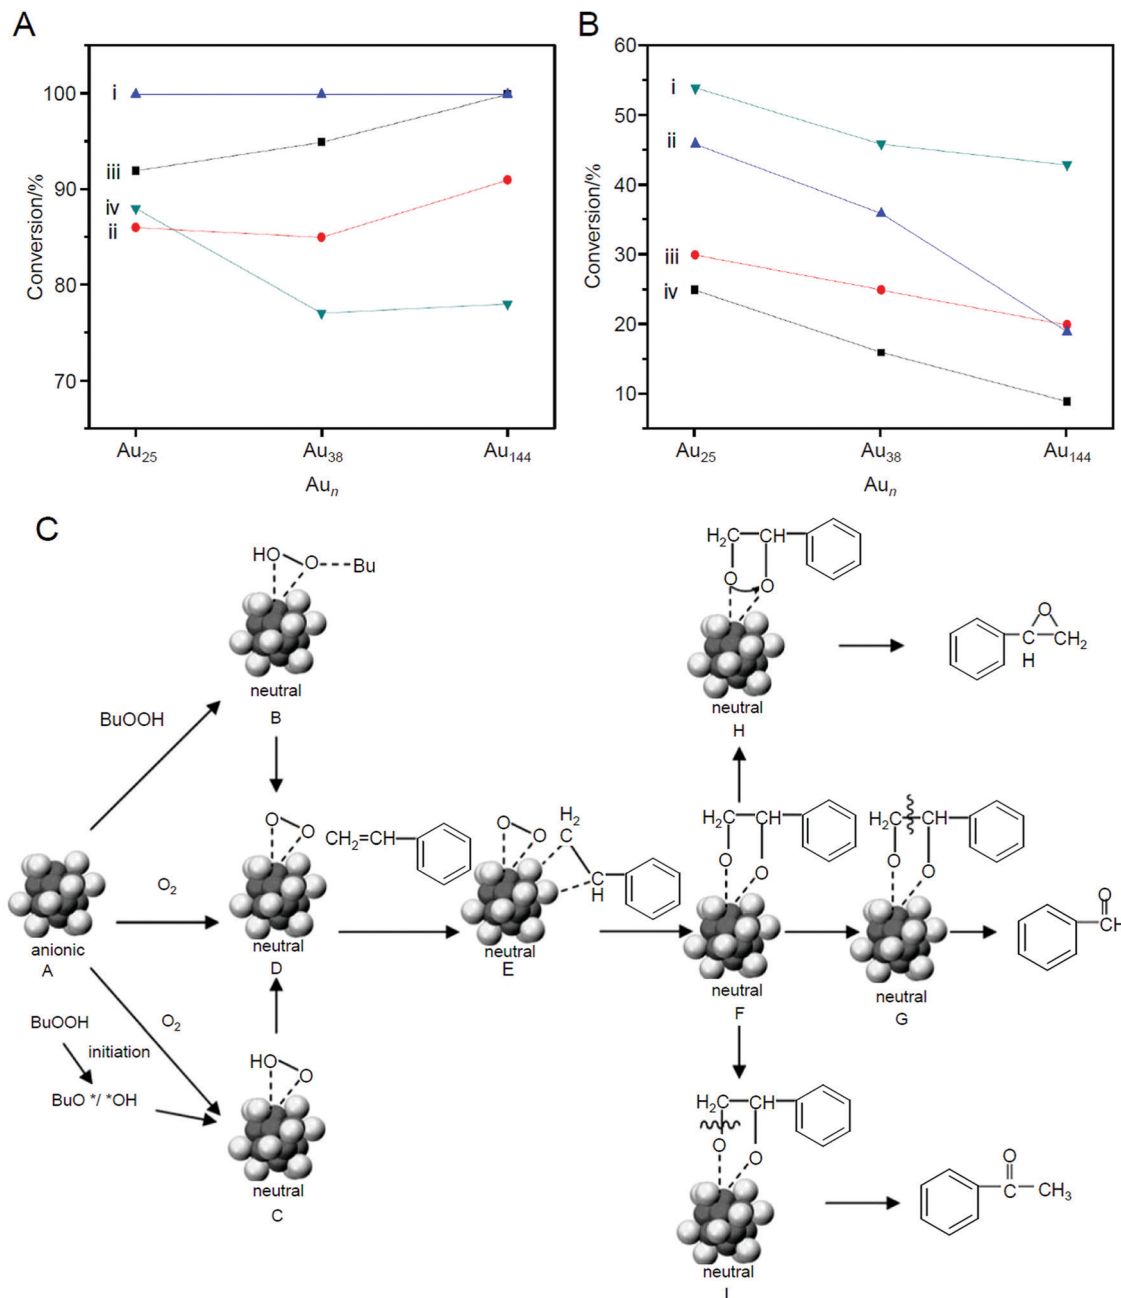 A
Conversion/%
100
90
80
70
i
iii
iv
ii
Au25 Au38 Au144
Aun
B
Conversion/%
60
50
40
30
20
10
i
ii
iii
iv
Au25 Au38 Au144
Aun
C
HO O Bu
neutral
B
BuOOH
H2C CH
O O
neutral
H
O
C CH2
H
anionic
A
O2
O O
neutral
D
CH2=CH
O O
H2
C
C
H
neutral
E
H2C CH
O O
neutral
F
H2C CH
O O
neutral
G
O
CH
BuOOH
O2
initiation
BuO */ *OH
HO O
neutral
C
H2C CH
O O
neutral
I
O
C CH3